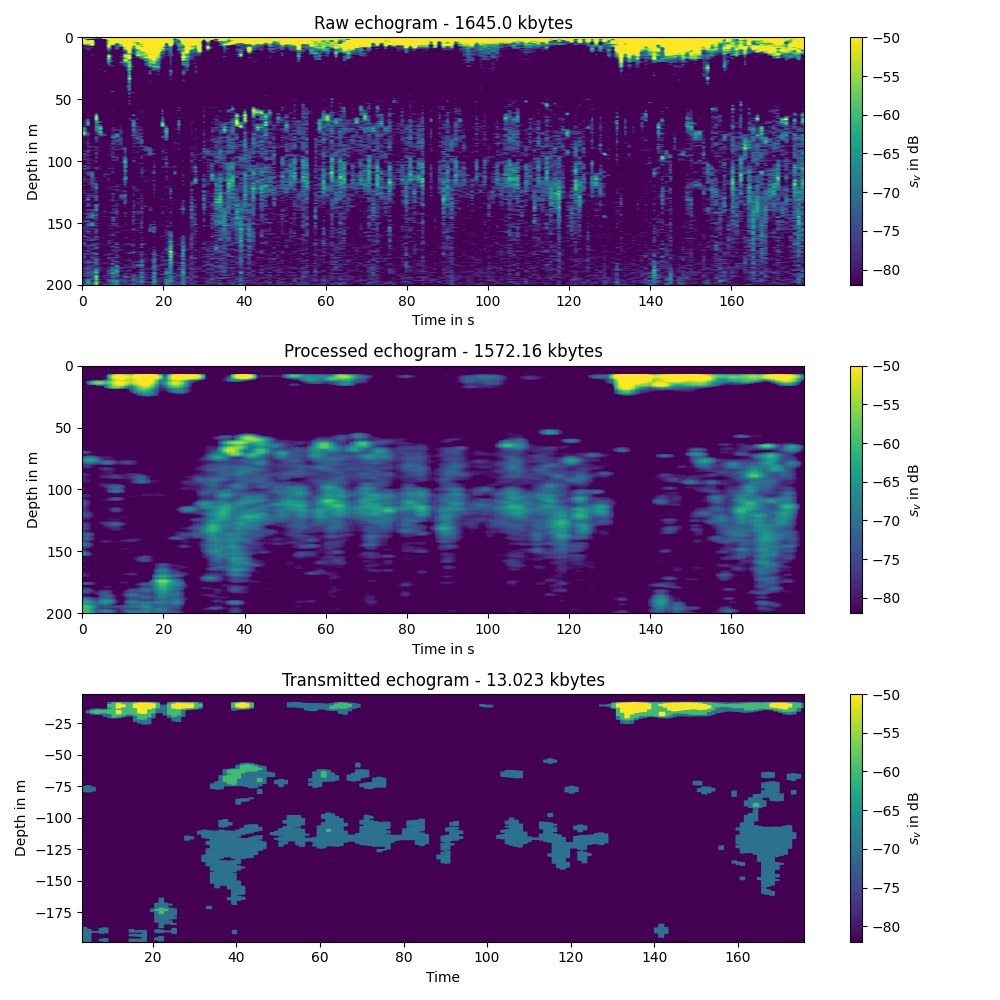 Raw echogram - 1645.0 kbytes
0
50
100
150
200
Depth in m
0 20 40 60 80 100 120 140 160
Time in s
−50
−55
−60
−65
−70
−75
−80
sv in dB
Processed echogram - 1572.16 kbytes
0
50
100
150
200
Depth in m
0 20 40 60 80 100 120 140 160
Time in s
−50
−55
−60
−65
−70
−75
−80
sv in dB
Transmitted echogram - 13.023 kbytes
−25
−50
−75
−100
−125
−150
−175
Depth in m
20 40 60 80 100 120 140 160
Time
−50
−55
−60
−65
−70
−75
−80
sv in dB